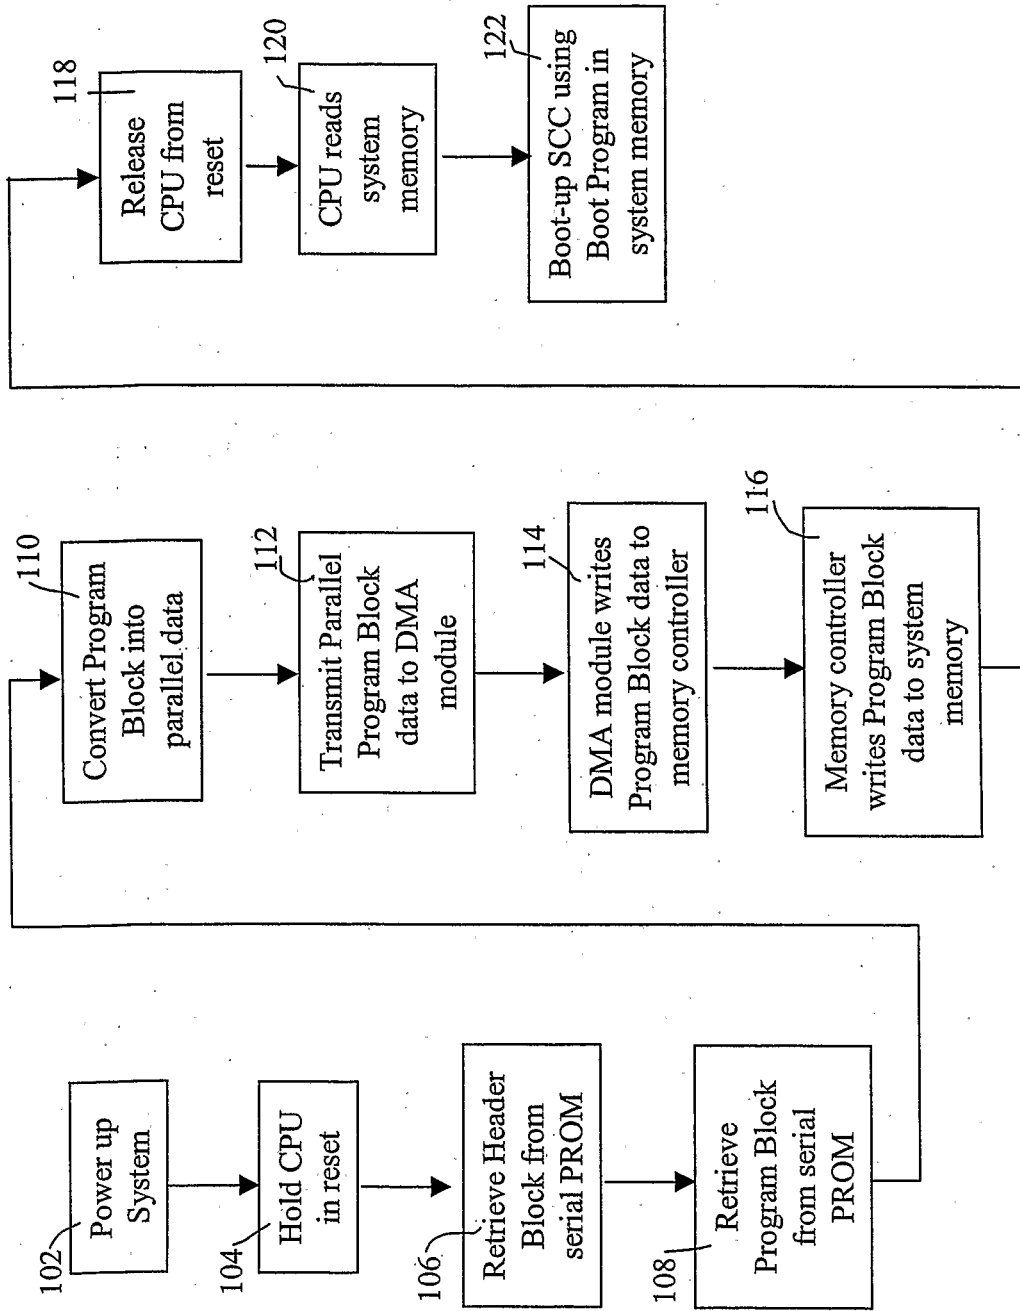 102
Power up
System
104
Hold CPU
in reset
106
Retrieve Header
Block from
serial PROM
108
Retrieve
Program Block
from serial
PROM
110
Convert Program
Block into
parallel data
112
Transmit Parallel
Program Block
data to DMA
module
114
DMA module writes
Program Block data to
memory controller
116
Memory controller
writes Program Block
data to system
memory
118
Release
CPU from
reset
120
CPU reads
system
memory
122
Boot-up SCC using
Boot Program in
system memory